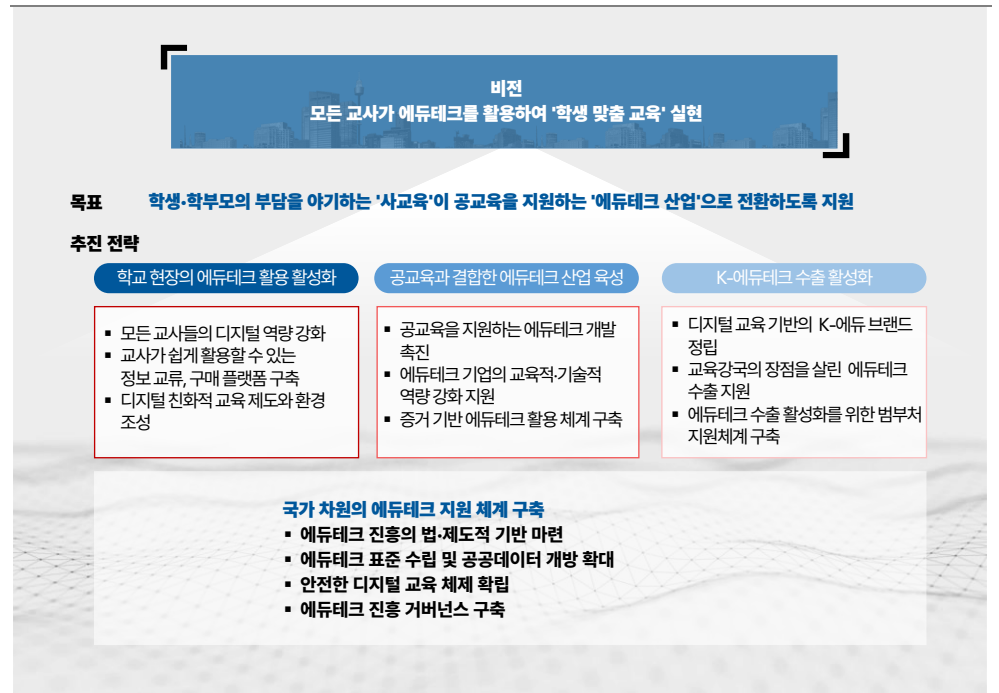 비전
모든 교사가 에듀테크를 활용하여 '학생 맞춤 교육' 실현
목표 학생·학부모의 부담을 야기하는 '사교육'이 공교육을 지원하는 '에듀테크 산업'으로 전환하도록 지원
추진 전략
학교 현장의 에듀테크 활용 활성화
▪ 모든 교사들의 디지털 역량 강화
▪ 교사가 쉽게 활용할 수 있는
정보 교류, 구매 플랫폼 구축
▪ 디지털 친화적 교육 제도와 환경
조성
공교육과 결합한 에듀테크 산업 육성
▪ 공교육을 지원하는 에듀테크 개발
촉진
▪ 에듀테크 기업의 교육적·기술적
역량 강화 지원
▪ 증거 기반 에듀테크 활용 체계 구축
K-에듀테크 수출 활성화
▪ 디지털 교육 기반의 K-에듀 브랜드
정립
▪ 교육강국의 장점을 살린 에듀테크
수출 지원
▪ 에듀테크 수출 활성화를 위한 범부처
지원체계 구축
국가 차원의 에듀테크 지원 체계 구축
▪ 에듀테크 진흥의 법·제도적 기반 마련
▪ 에듀테크 표준 수립 및 공공데이터 개방 확대
▪ 안전한 디지털 교육 체제 확립
▪ 에듀테크 진흥 거버넌스 구축